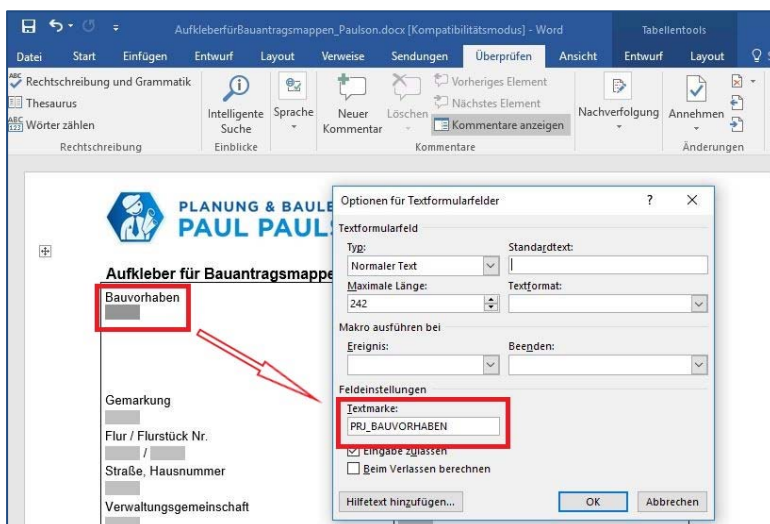 AufkleberfürBauantragsmappen_Paulson.docx [Kompatibilitätsmodus] - Word
Tabellentools
Datei Start Einfügen Entwurf Layout Verweise Sendungen Überprüfen Ansicht Entwurf Layout
ABC Rechtschreibung und Grammatik
Thesaurus
ABC 123 Wörter zählen
Rechtschreibung
Intelligente Suche
Einblicke
Sprache
Neuer Kommentar
Löschen
Vorheriges Element
Nächstes Element
Kommentare anzeigen
Kommentare
Nachverfolgung
Annehmen
Änderungen
PLANUNG & BAULE
PAUL PAUL
Aufkleber für Bauantragsmappe
Bauvorhaben
Gemarkung
Flur / Flurstück Nr.
/
Straße, Hausnummer
Verwaltungsgemeinschaft
Optionen für Textformularfelder ? X
Textformularfeld
Typ: Standardtext:
Normaler Text
Maximale Länge: Textformat:
242
Makro ausführen bei
Ereignis: Beenden:
Feldeinstellungen
Textmarke:
PRJ_BAUVORHABEN
Eingabe zulassen
Beim Verlassen berechnen
Hilfetext hinzufügen... OK Abbrechen